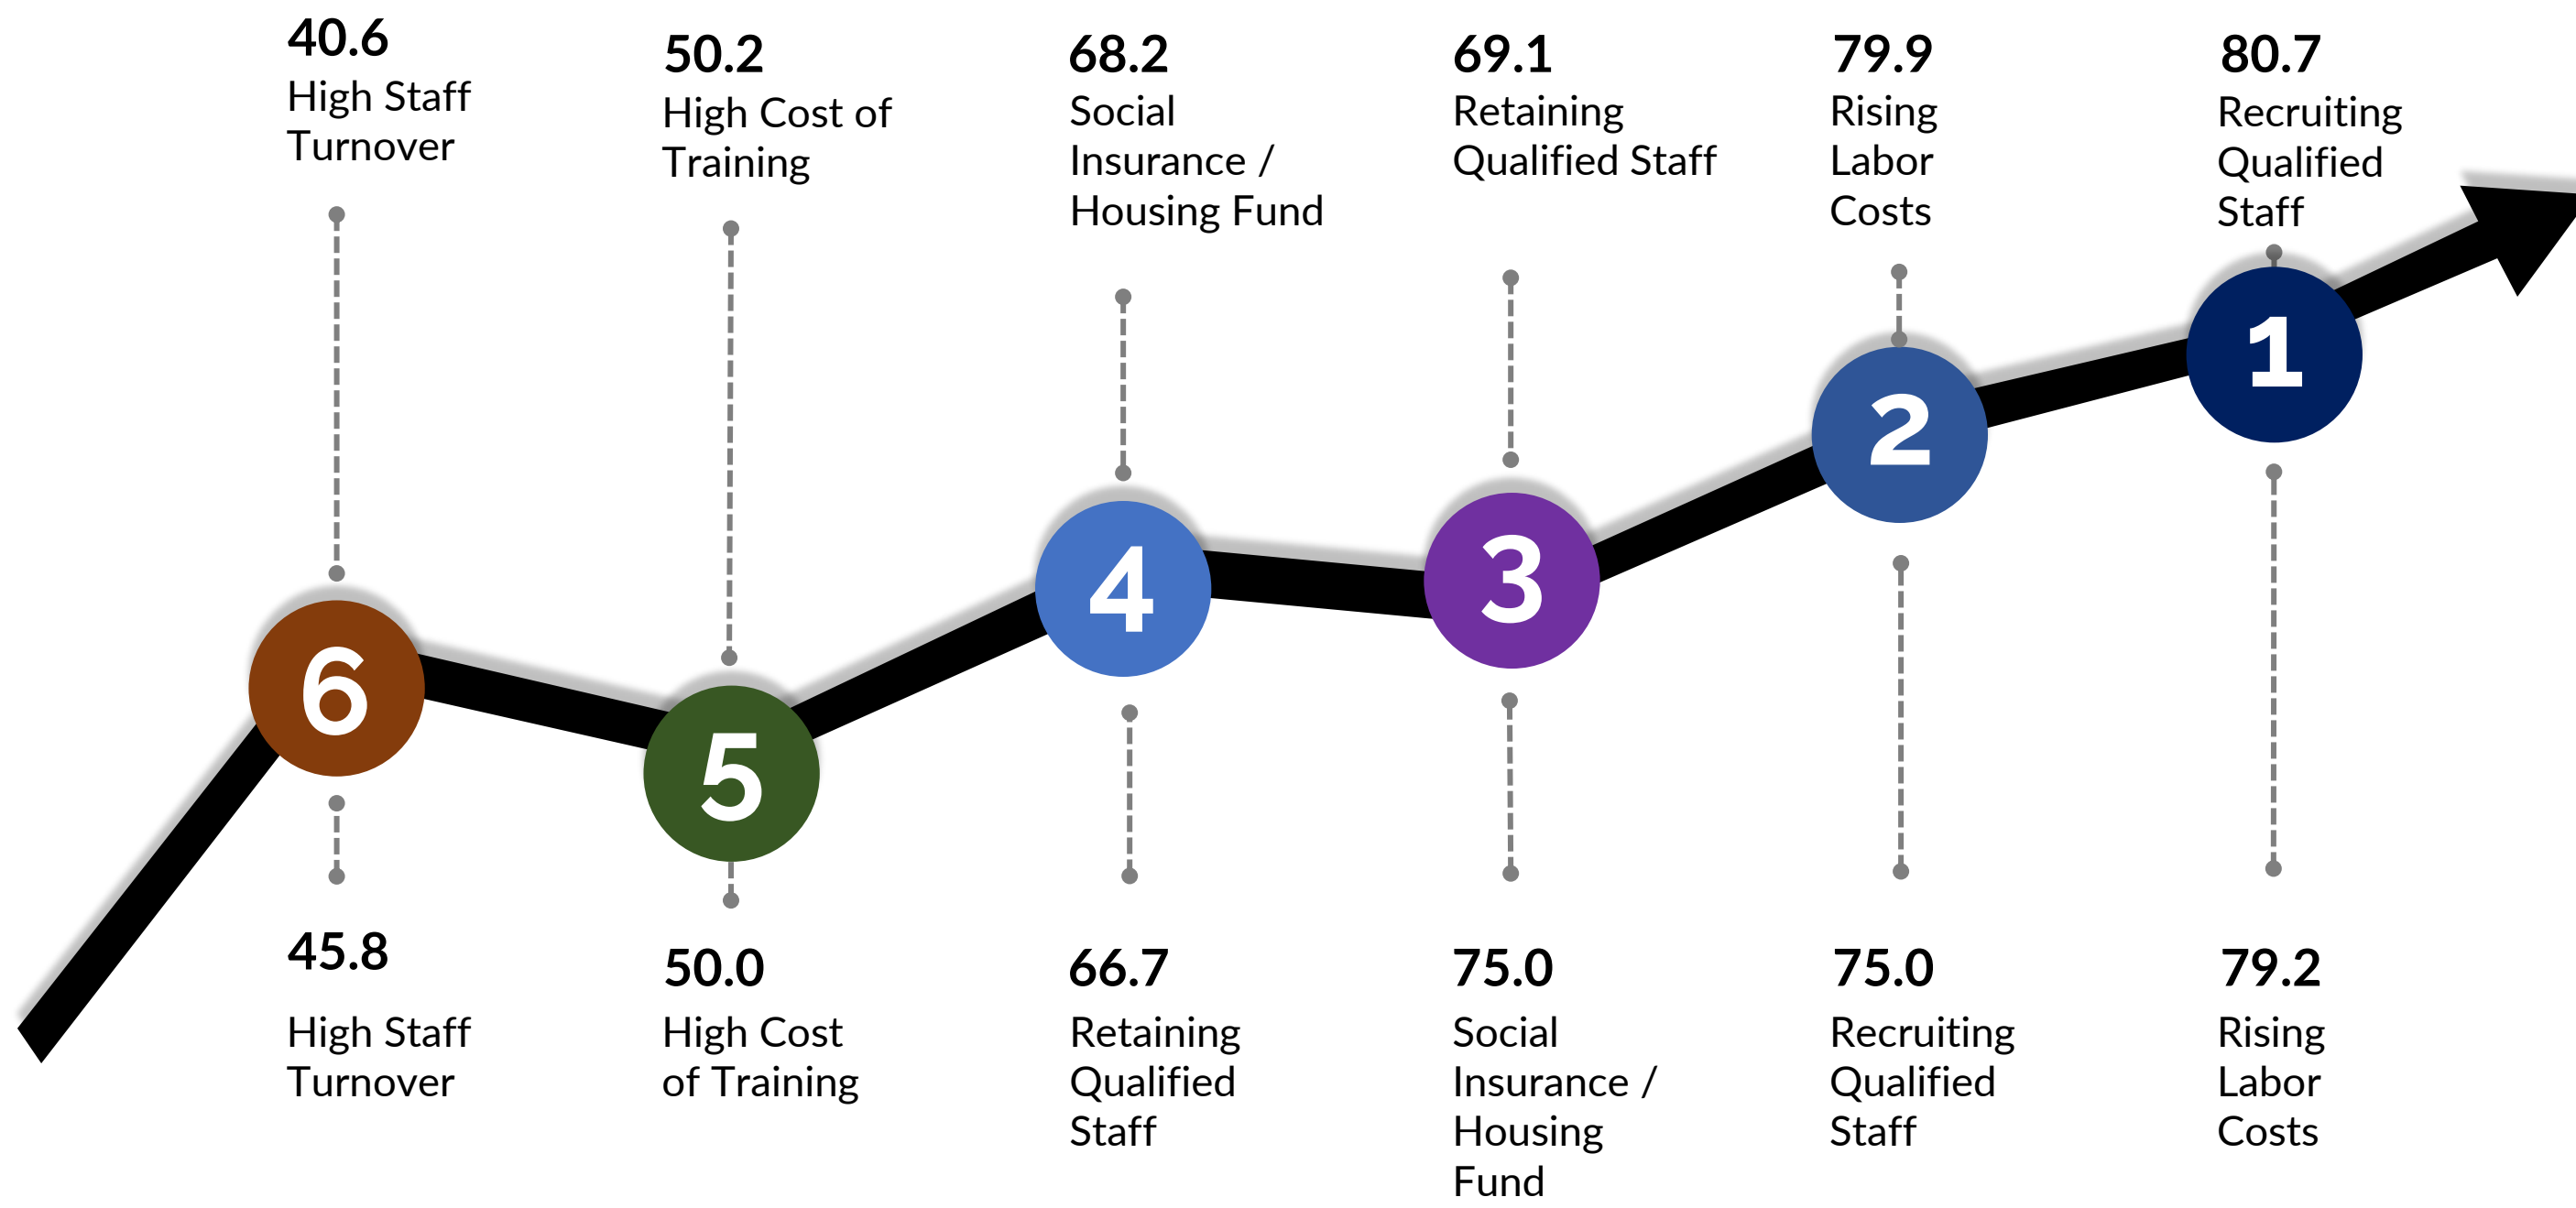 40.6
High Staff
Turnover
50.2
High Cost of
Training
68.2
Social
Insurance /
Housing Fund
69.1
Retaining
Qualified Staff
79.9
Rising
Labor
Costs
80.7
Recruiting
Qualified
Staff
6
5
4
3
2
1
45.8
High Staff
Turnover
50.0
High Cost
of Training
66.7
Retaining
Qualified
Staff
75.0
Social
Insurance /
Housing
Fund
75.0
Recruiting
Qualified
Staff
79.2
Rising
Labor
Costs